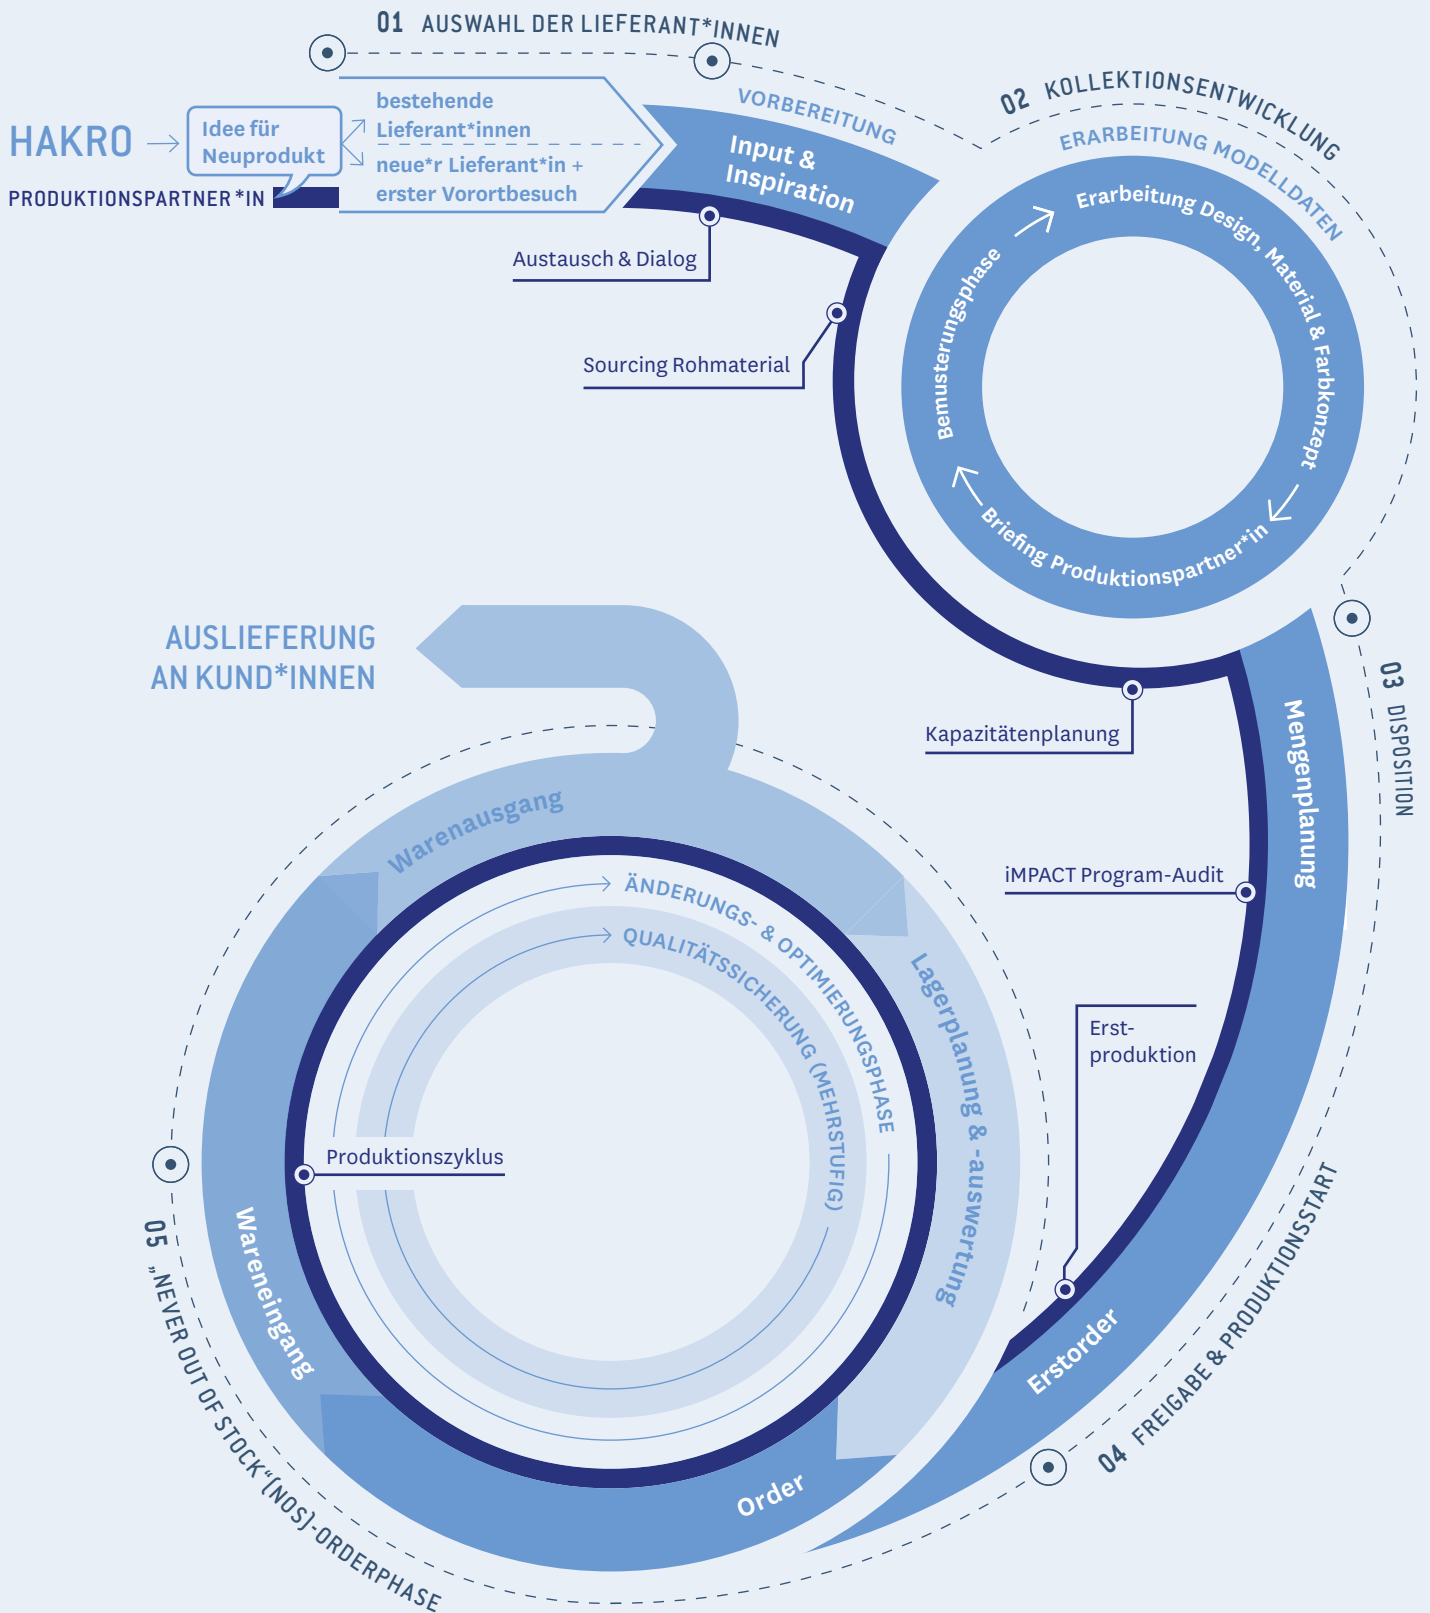 01 AUSWAHL DER LIEFERANT*INNEN
HAKRO
PRODUKTIONSPARTNER*IN
Idee für
Neuprodukt
bestehende
Lieferant*innen
neue*r Lieferant*in +
erster Vorortbesuch
VORBEREITUNG
Input &
Inspiration
Austausch & Dialog
Sourcing Rohmaterial
02 KOLLEKTIONSENTWICKLUNG
ERARBEITUNG MODELLDATEN
Erarbeitung Design, Material & Farbkonzept
Briefing Produktionspartner*in
Bemusterungsphase
Kapazitätenplanung
03 DISPOSITION
Mengenplanung
iMPACT Program-Audit
Erst-
produktion
Erstorder
04 FREIGABE & PRODUKTIONSSTART
AUSLIEFERUNG
AN KUND*INNEN
Warenausgang
ÄNDERUNGS- & OPTIMIERUNGSPHASE
QUALITÄTSSICHERUNG (MEHRSTUFIG)
Lagerplanung & -auswertung
Produktionszyklus
Wareneingang
Order
05 „NEVER OUT OF STOCK“(NOS)-ORDERPHASE